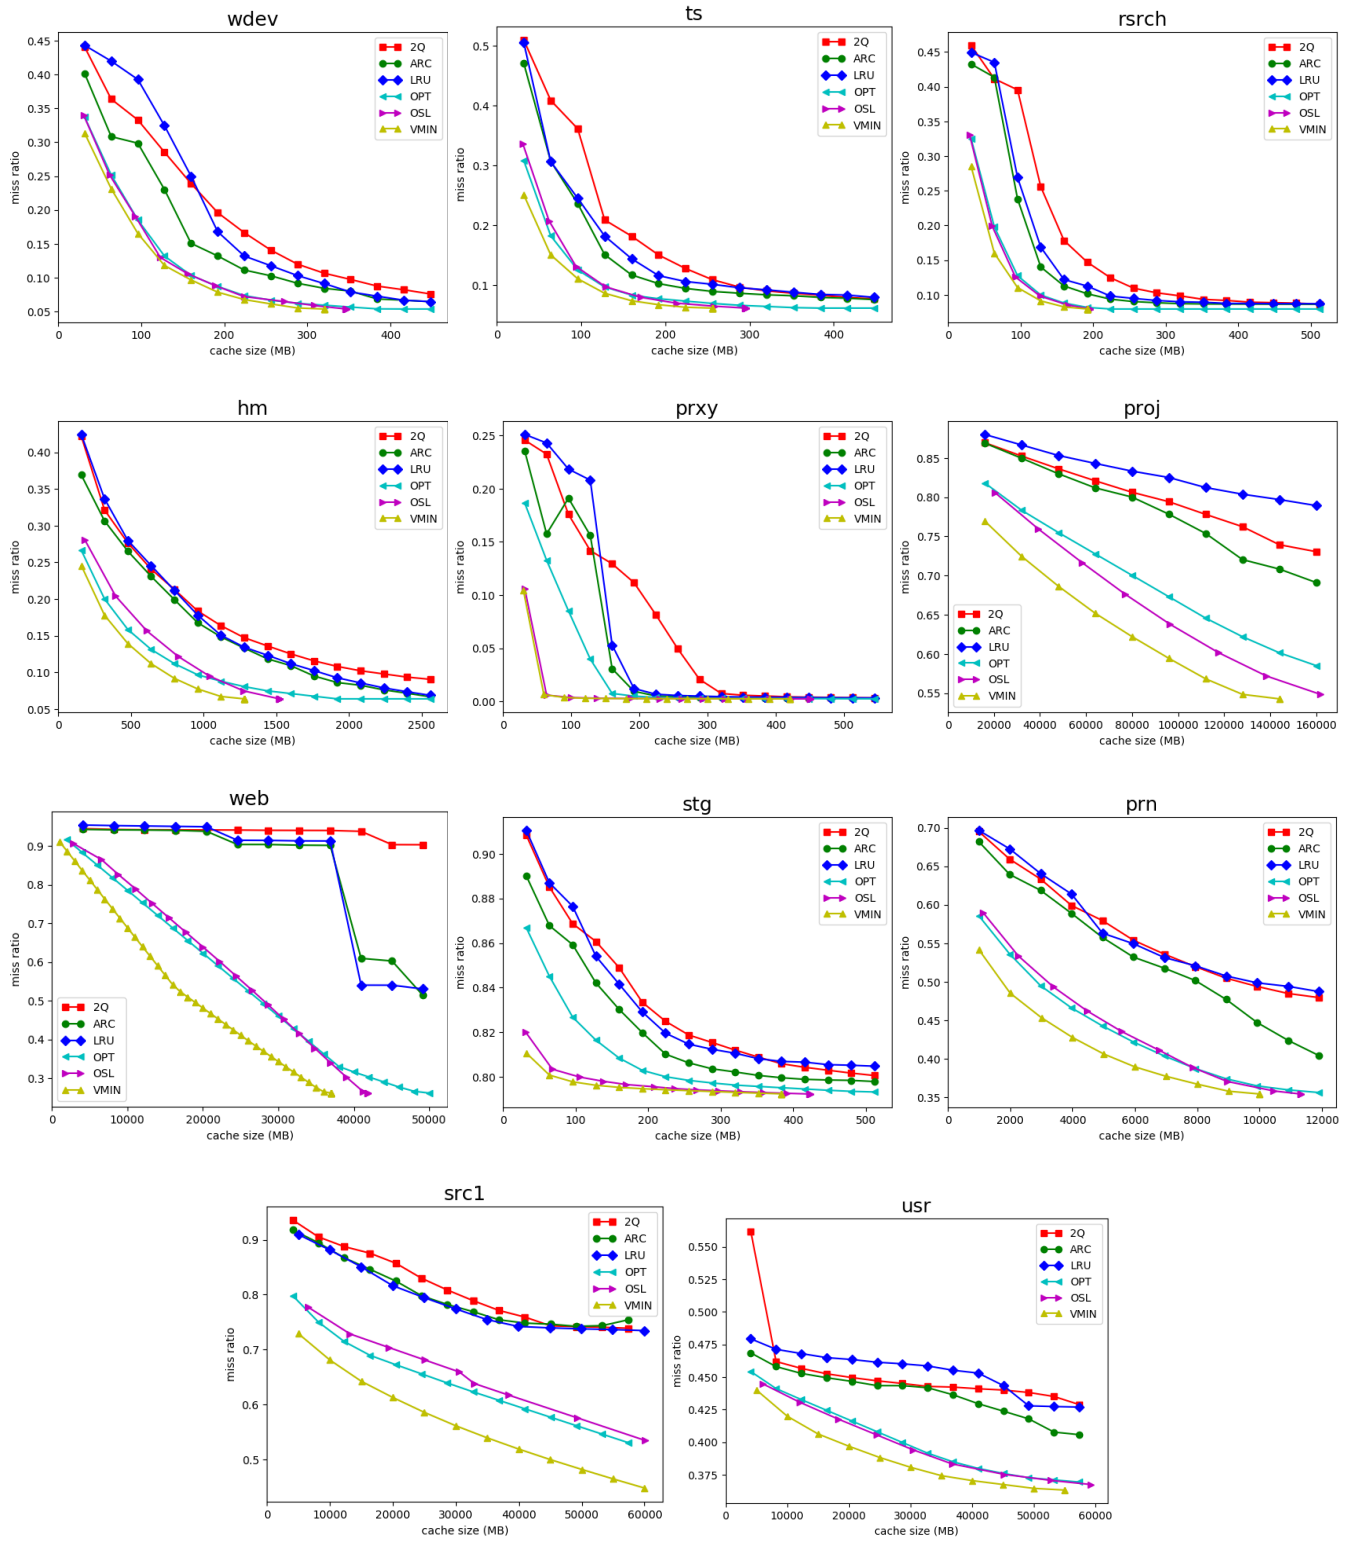 wdev
miss ratio
0.45
0.40
0.35
0.30
0.25
0.20
0.15
0.10
0.05
0 100 200 300 400
cache size (MB)
2Q
ARC
LRU
OPT
OSL
VMIN
ts
miss ratio
0.5
0.4
0.3
0.2
0.1
0 100 200 300 400
cache size (MB)
2Q
ARC
LRU
OPT
OSL
VMIN
rsrch
miss ratio
0.45
0.40
0.35
0.30
0.25
0.20
0.15
0.10
0 100 200 300 400 500
cache size (MB)
2Q
ARC
LRU
OPT
OSL
VMIN
hm
miss ratio
0.40
0.35
0.30
0.25
0.20
0.15
0.10
0.05
0 500 1000 1500 2000 2500
cache size (MB)
2Q
ARC
LRU
OPT
OSL
VMIN
prxy
miss ratio
0.25
0.20
0.15
0.10
0.05
0.00
0 100 200 300 400 500
cache size (MB)
2Q
ARC
LRU
OPT
OSL
VMIN
proj
miss ratio
0.85
0.80
0.75
0.70
0.65
0.60
0.55
0 20000 40000 60000 80000 100000 120000 140000 160000
cache size (MB)
2Q
ARC
LRU
OPT
OSL
VMIN
web
miss ratio
0.9
0.8
0.7
0.6
0.5
0.4
0.3
0 10000 20000 30000 40000 50000
cache size (MB)
2Q
ARC
LRU
OPT
OSL
VMIN
stg
miss ratio
0.90
0.88
0.86
0.84
0.82
0.80
0 100 200 300 400 500
cache size (MB)
2Q
ARC
LRU
OPT
OSL
VMIN
prn
miss ratio
0.70
0.65
0.60
0.55
0.50
0.45
0.40
0.35
0 2000 4000 6000 8000 10000 12000
cache size (MB)
2Q
ARC
LRU
OPT
OSL
VMIN
src1
miss ratio
0.9
0.8
0.7
0.6
0.5
0 10000 20000 30000 40000 50000 60000
cache size (MB)
2Q
ARC
LRU
OPT
OSL
VMIN
usr
miss ratio
0.550
0.525
0.500
0.475
0.450
0.425
0.400
0.375
0 10000 20000 30000 40000 50000 60000
cache size (MB)
2Q
ARC
LRU
OPT
OSL
VMIN